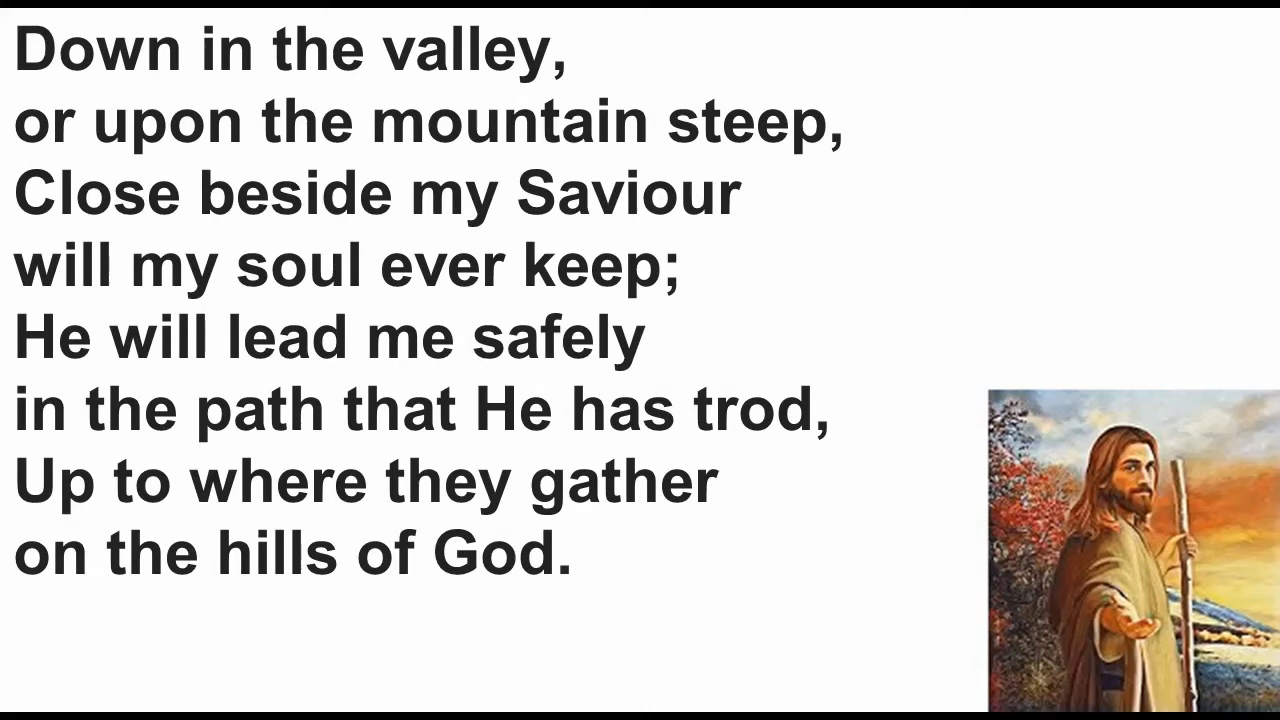 Down in the valley,
or upon the mountain steep,
Close beside my Saviour
will my soul ever keep;
He will lead me safely
in the path that He has trod,
Up to where they gather
on the hills of God.